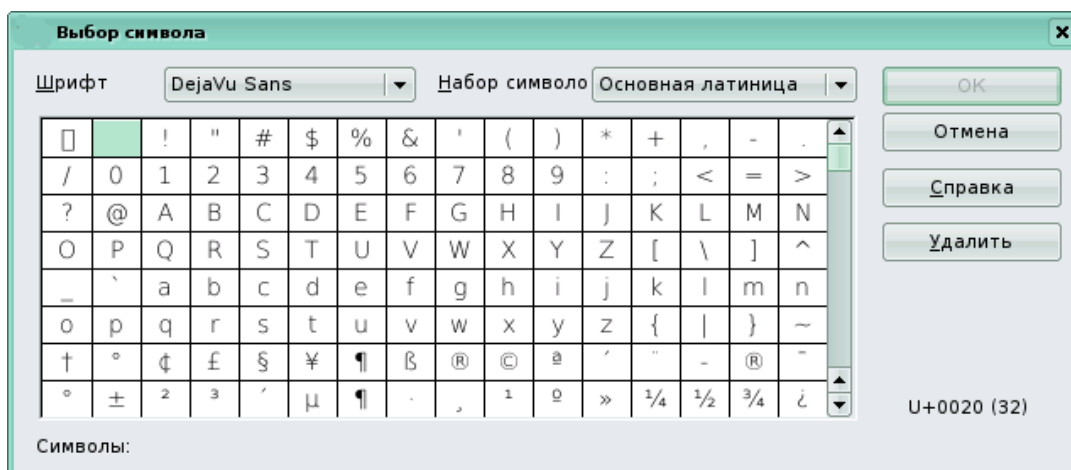 Выбор символа
Шрифт DejaVu Sans Набор символо Основная латиница OK
Отмена
Справка
Удалить
! " # $ % & ' ( ) * + , - .
/ 0 1 2 3 4 5 6 7 8 9 : ; < = >
? @ A B C D E F G H I J K L M N
O P Q R S T U V W X Y Z [ \ ] ^
_ ` a b c d e f g h i j k l m n
o p q r s t u v w x y z { | } ~
† ° ¢ £ § ¥ ¶ ß ® © ª ´ ¨ - ® ¯
° ± ² ³ ´ µ ¶ · ¸ ¹ º » ¼ ½ ¾ ¿
U+0020 (32)
Символы: